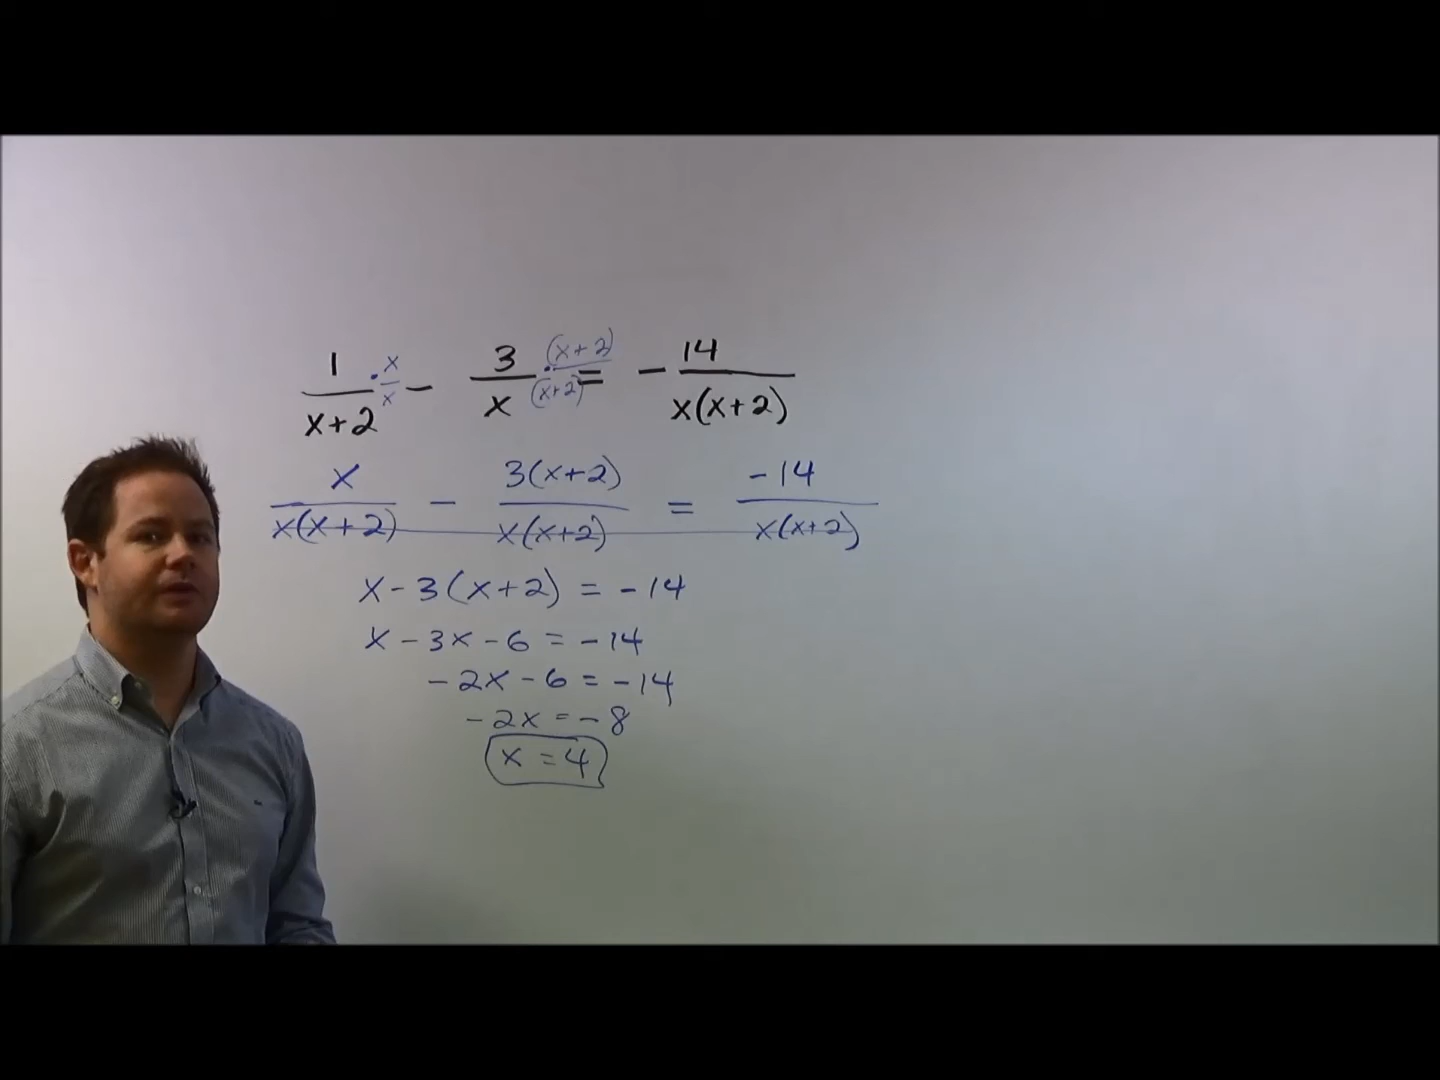 1/(x+2) · x/x - 3/x · (x+2)/(x+2) = - 14/(x(x+2))
x/(x(x+2)) - 3(x+2)/(x(x+2)) = -14/(x(x+2))
x - 3(x+2) = -14
x - 3x - 6 = -14
-2x - 6 = -14
-2x = -8
x = 4